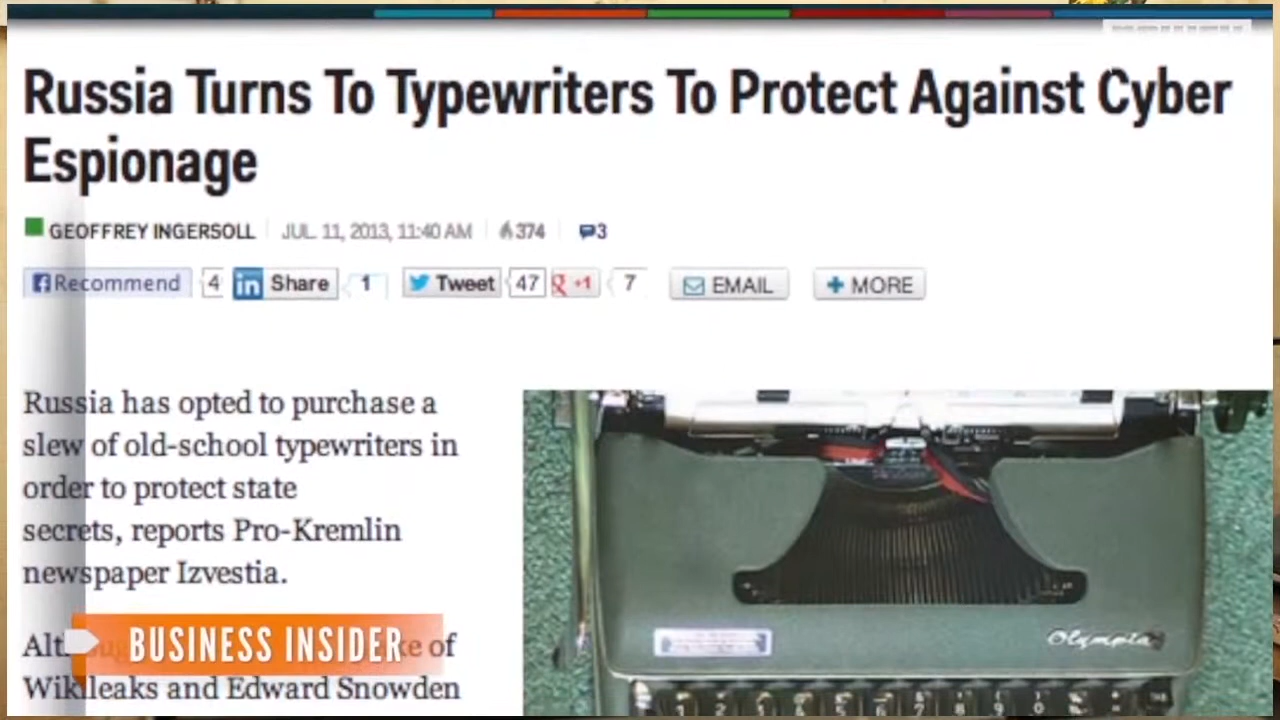 Russia Turns To Typewriters To Protect Against Cyber
Espionage
GEOFFREY INGERSOLL JUL. 11, 2013, 11:40 AM 374 3
Recommend 4 Share 1 Tweet 47 +1 7 EMAIL + MORE
Russia has opted to purchase a
slew of old-school typewriters in
order to protect state
secrets, reports Pro-Kremlin
newspaper Izvestia.
of
BUSINESS INSIDER
Wikileaks and Edward Snowden
Olympia